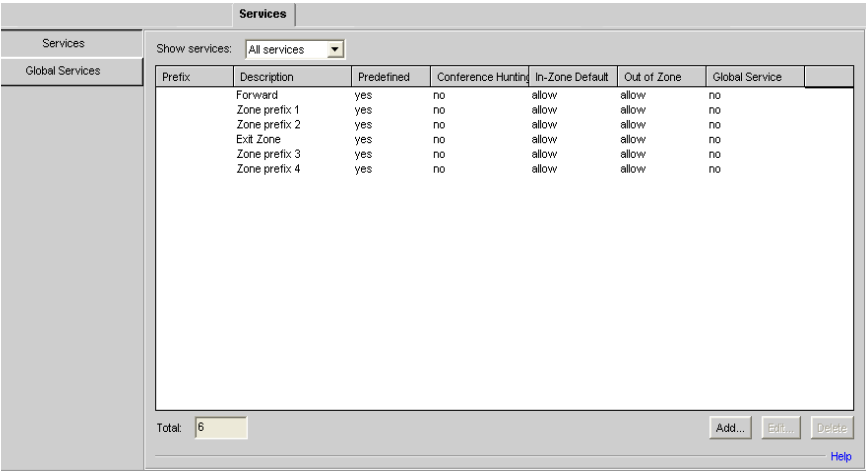 Services
Services
Global Services
Show services: All services
Prefix Description Predefined Conference Hunting In-Zone Default Out of Zone Global Service
Forward yes no allow allow no
Zone prefix 1 yes no allow allow no
Zone prefix 2 yes no allow allow no
Exit Zone yes no allow allow no
Zone prefix 3 yes no allow allow no
Zone prefix 4 yes no allow allow no
Total: 6
Add... Edit... Delete
Help